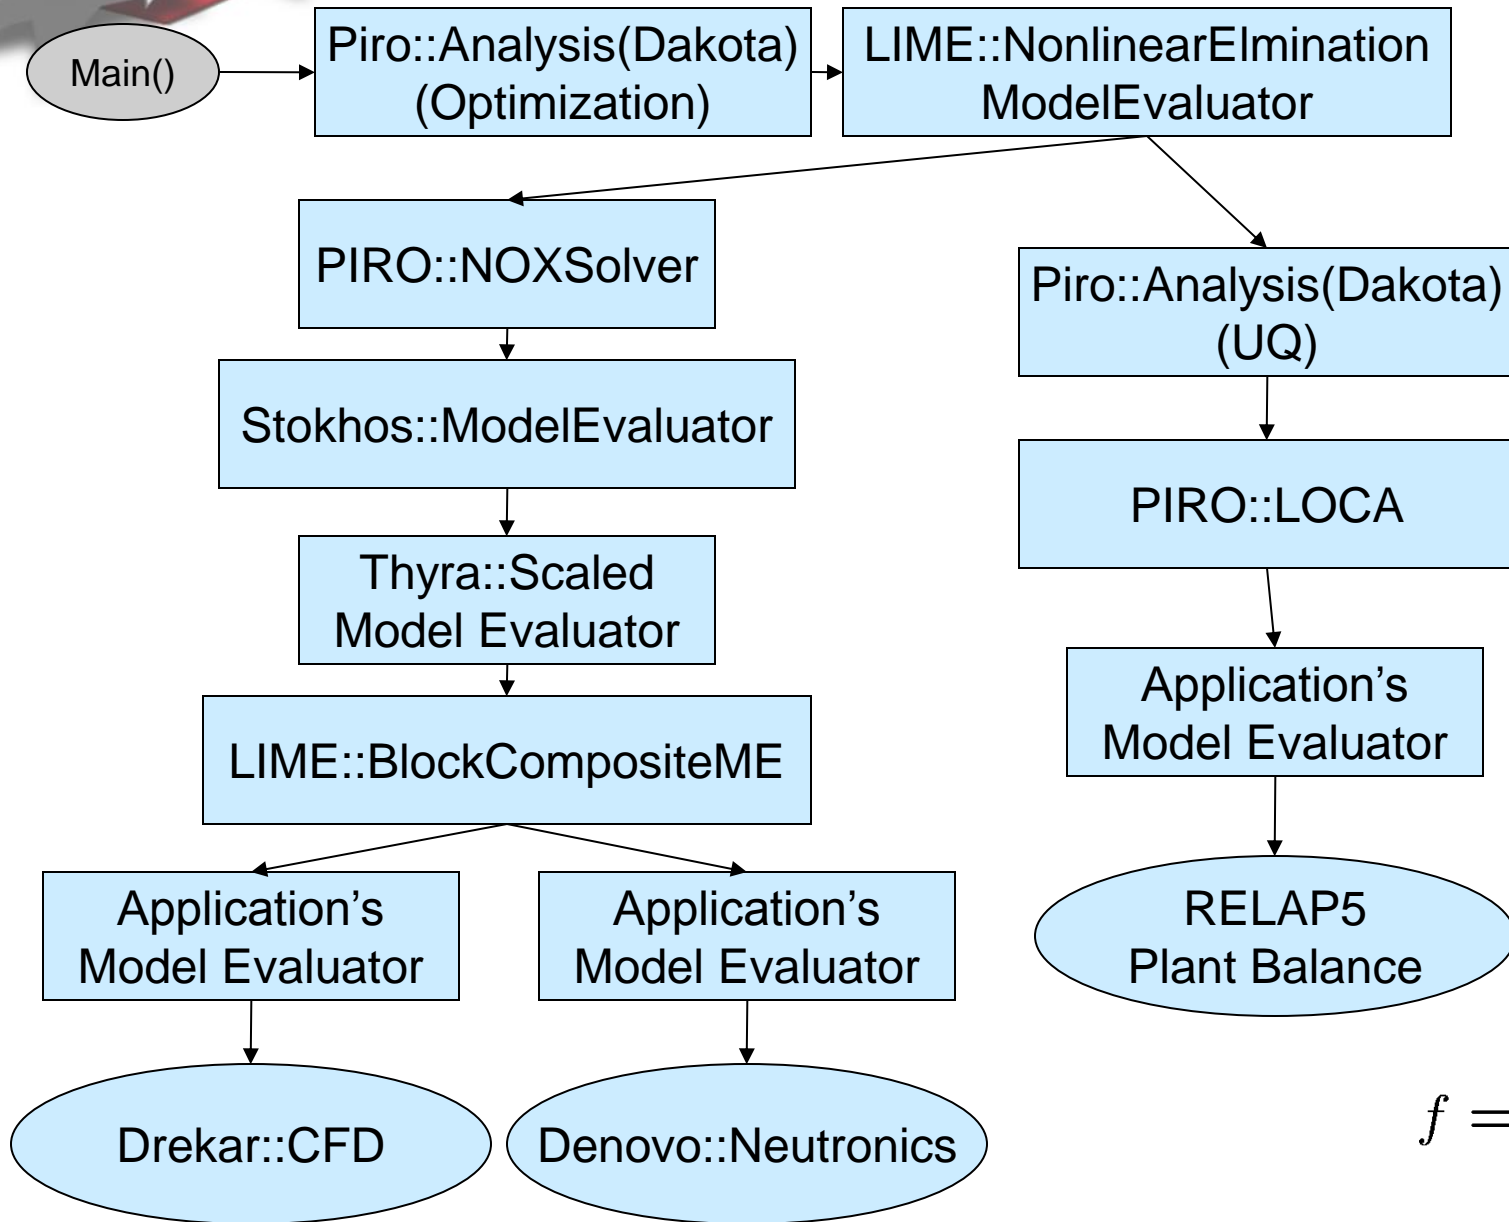 Main()
Piro::Analysis(Dakota)
(Optimization)
LIME::NonlinearElmination
ModelEvaluator
PIRO::NOXSolver
Piro::Analysis(Dakota)
(UQ)
Stokhos::ModelEvaluator
PIRO::LOCA
Thyra::Scaled
Model Evaluator
Application’s
Model Evaluator
LIME::BlockCompositeME
Application’s
Model Evaluator
Application’s
Model Evaluator
RELAP5
Plant Balance
Drekar::CFD
Denovo::Neutronics
f =